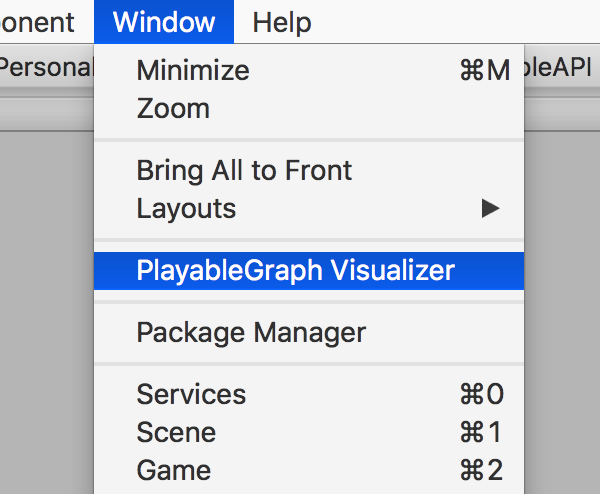 onent Window Help
Personal bleAPI
Minimize ⌘M
Zoom
Bring All to Front
Layouts ▶
PlayableGraph Visualizer
Package Manager
Services ⌘0
Scene ⌘1
Game ⌘2